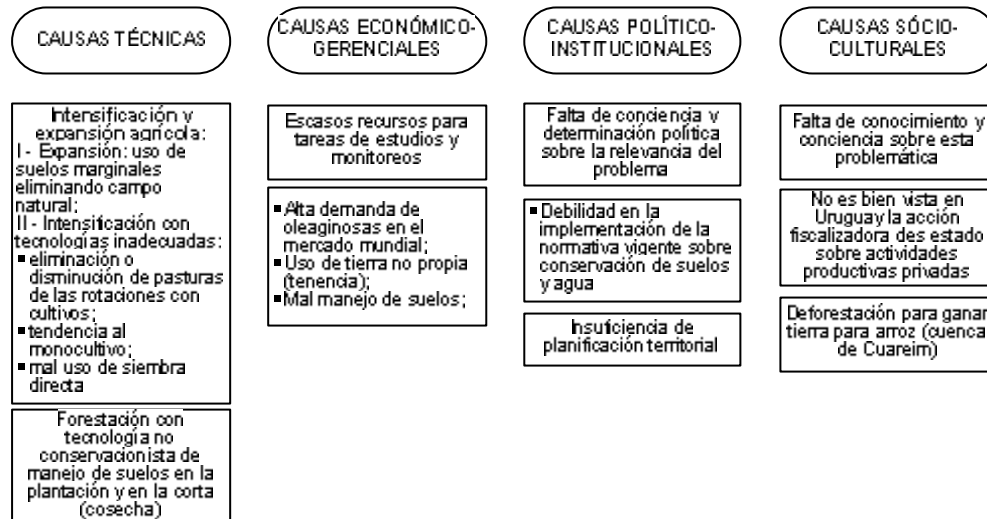 CAUSAS TÉCNICAS
CAUSAS ECONÓMICO-
GERENCIALES
CAUSAS POLÍTICO-
INSTITUCIONALES
CAUSAS SÓCIO-
CULTURALES
Intensificación y
expansión agrícola:
I - Expansión: uso de
suelos marginales
eliminando campo
natural;
II - Intensificación con
tecnologías inadecuadas:
▪ eliminación o
disminución de pasturas
de las rotaciones con
cultivos;
▪ tendencia al
monocultivo;
▪ mal uso de siembra
directa
Forestación con
tecnología no
conservacionista de
manejo de suelos en la
plantación y en la corta
(cosecha)
Escasos recursos para
tareas de estudios y
monitoreos
▪ Alta demanda de
oleaginosas en el
mercado mundial;
▪ Uso de tierra no propia
(tenencia);
▪ Mal manejo de suelos;
Falta de conciencia y
determinación política
sobre la relevancia del
problema
▪ Debilidad en la
implementación de la
normativa vigente sobre
conservación de suelos
y agua
Insuficiencia de
planificación territorial
Falta de conocimiento y
conciencia sobre esta
problemática
No es bien vista en
Uruguay la acción
fiscalizadora des estado
sobre actividades
productivas privadas
Deforestación para ganar
tierra para arroz (cuenca
de Cuareim)